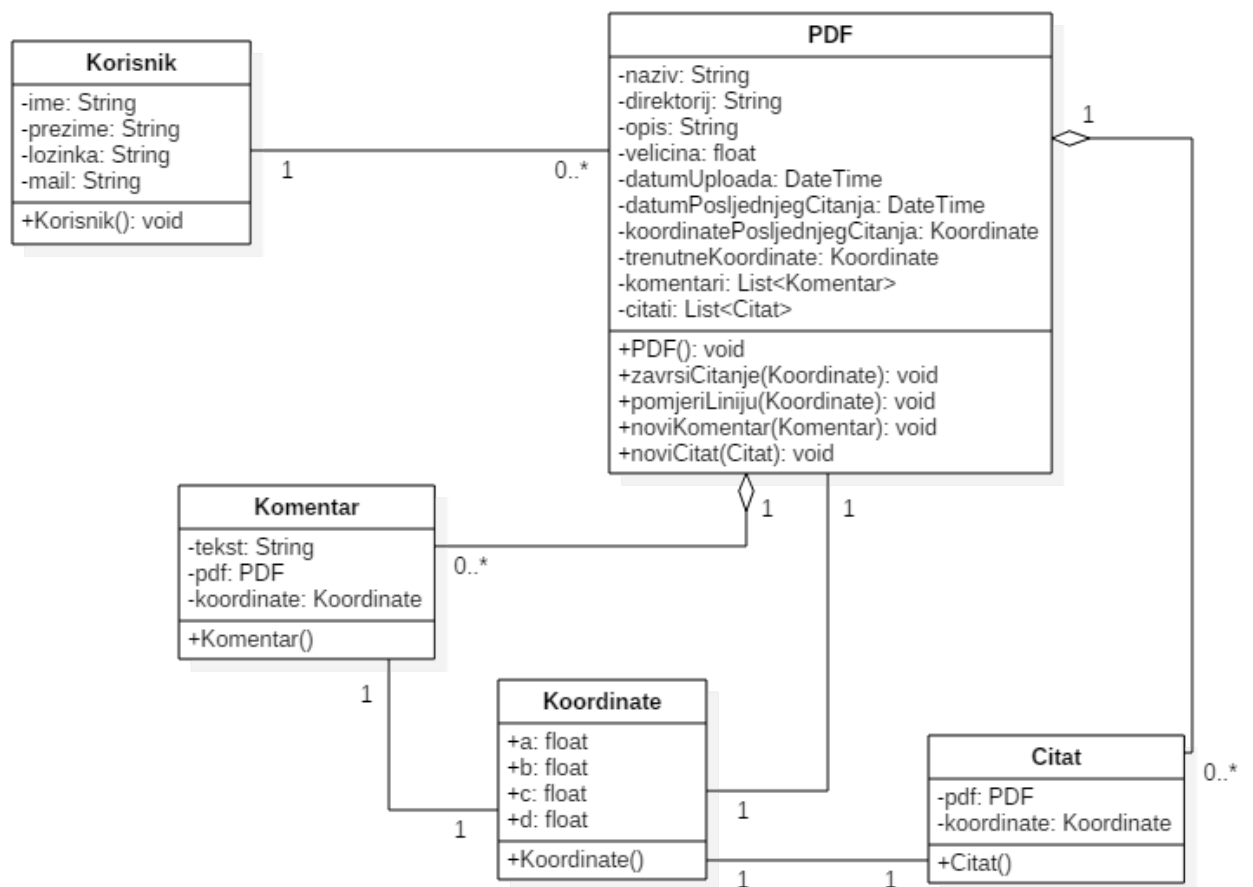 Korisnik
-ime: String
-prezime: String
-lozinka: String
-mail: String
+Korisnik(): void
1
0..*
PDF
-naziv: String
-direktorij: String
-opis: String
-velicina: float
-datumUploada: DateTime
-datumPosljednjegCitanja: DateTime
-koordinatePosljednjegCitanja: Koordinate
-trenutneKoordinate: Koordinate
-komentari: List<Komentar>
-citati: List<Citat>
+PDF(): void
+zavrsiCitanje(Koordinate): void
+pomjeriLiniju(Koordinate): void
+noviKomentar(Komentar): void
+noviCitat(Citat): void
1
1
1
Komentar
-tekst: String
-pdf: PDF
-koordinate: Koordinate
+Komentar()
0..*
1
1
Koordinate
+a: float
+b: float
+c: float
+d: float
+Koordinate()
1
1
1
Citat
-pdf: PDF
-koordinate: Koordinate
+Citat()
0..*